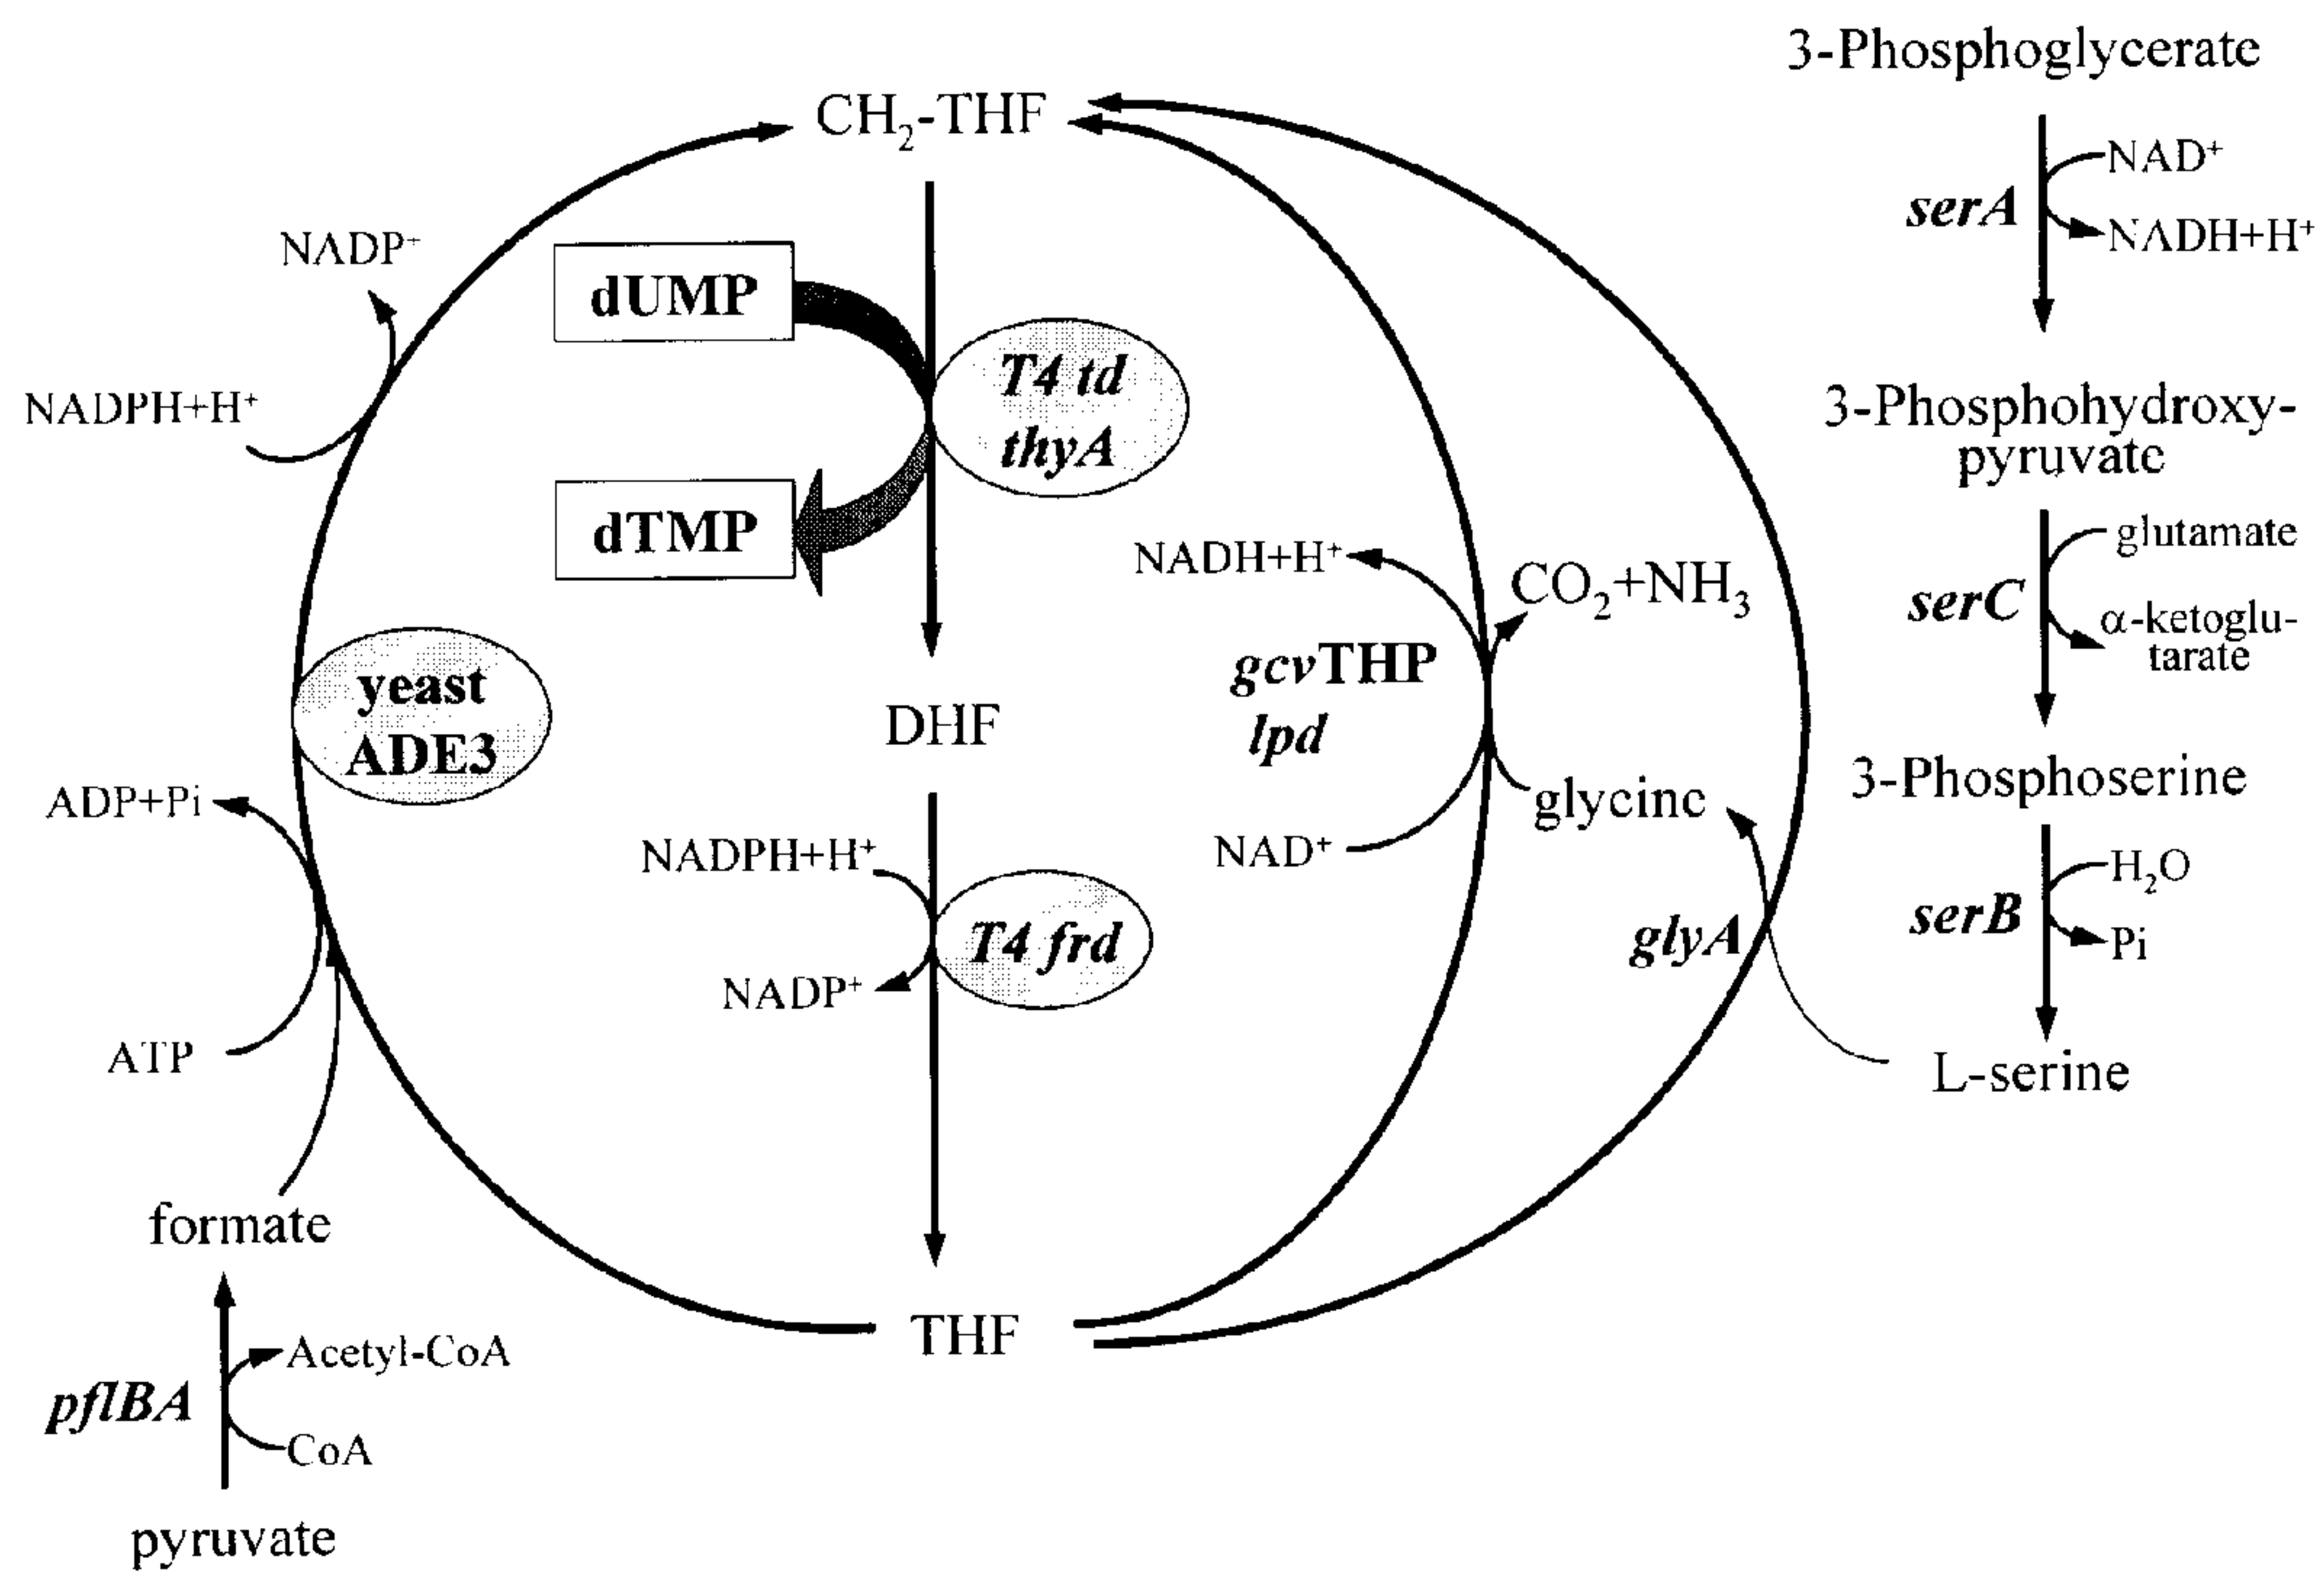 3-Phosphoglycerate
CH₂-THF
NAD⁺
serA
NADH+H⁺
NADP⁺
dUMP
T4 td
thyA
NADPH+H⁺
3-Phosphohydroxy-
pyruvate
dTMP
glutamate
NADH+H⁺
CO₂+NH₃
serC
α-ketoglu-
tarate
gcvTHP
lpd
yeast
ADE3
DHF
3-Phosphoserine
ADP+Pi
glycine
NADPH+H⁺
NAD⁺
H₂O
serB
Pi
glyA
T4 frd
NADP⁺
ATP
L-serine
formate
THF
Acetyl-CoA
pflBA
CoA
pyruvate